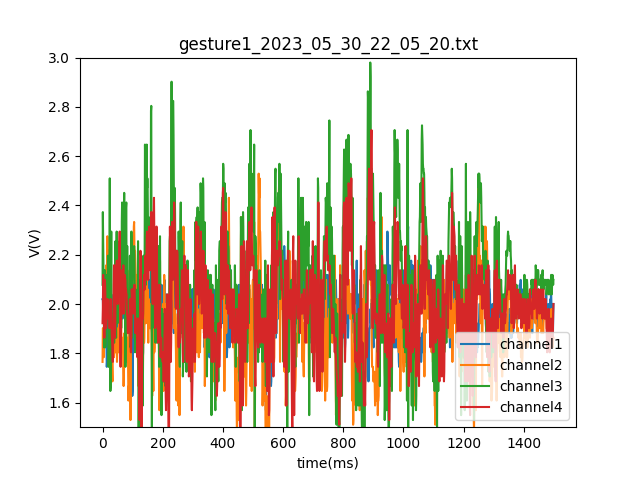 gesture1_2023_05_30_22_05_20.txt
3.0
2.8
2.6
2.4
2.2
2.0
1.8
1.6
V(V)
channel1
channel2
channel3
channel4
0 200 400 600 800 1000 1200 1400
time(ms)